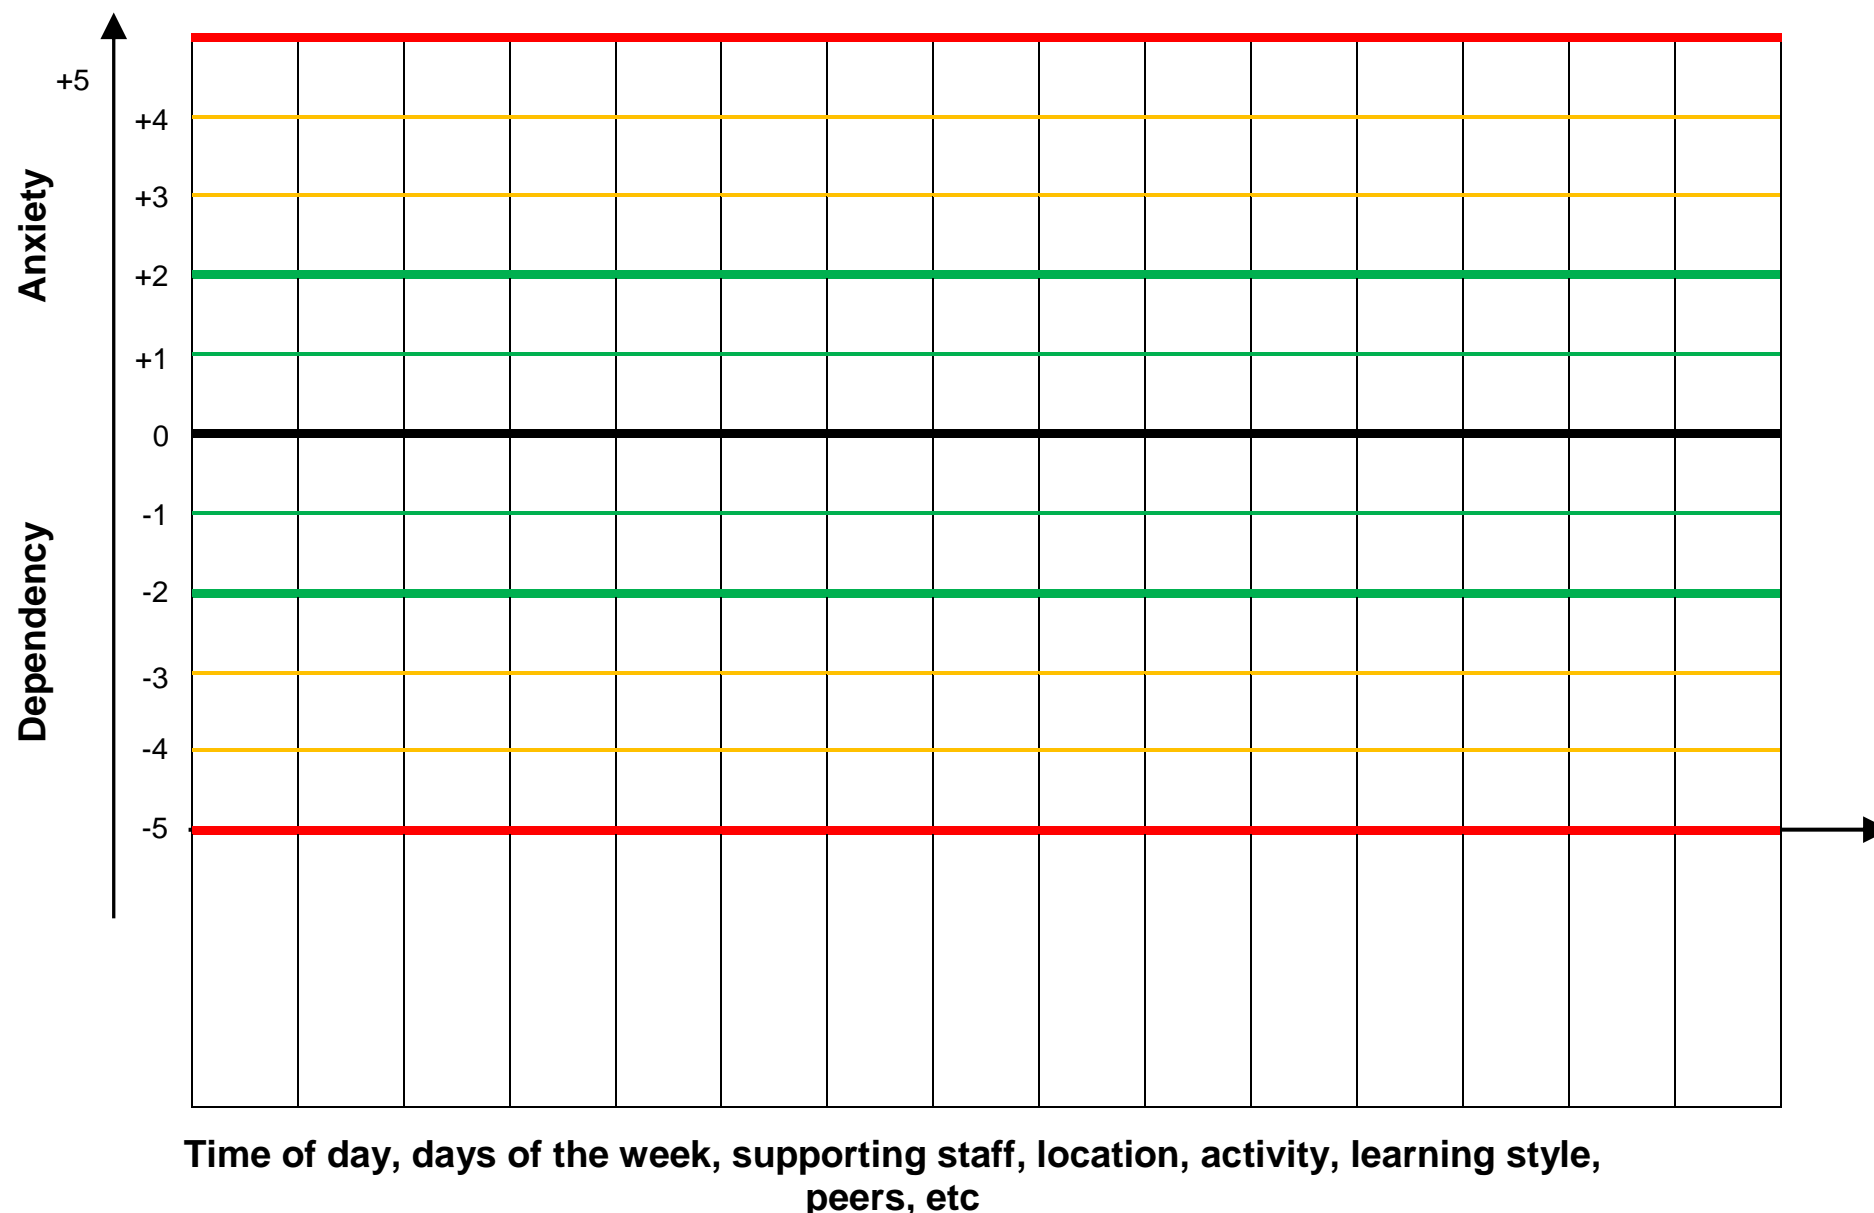 +5
+4
+3
Anxiety
+2
+1
0
-1
Dependency
-2
-3
-4
-5
Time of day, days of the week, supporting staff, location, activity, learning style,
peers, etc